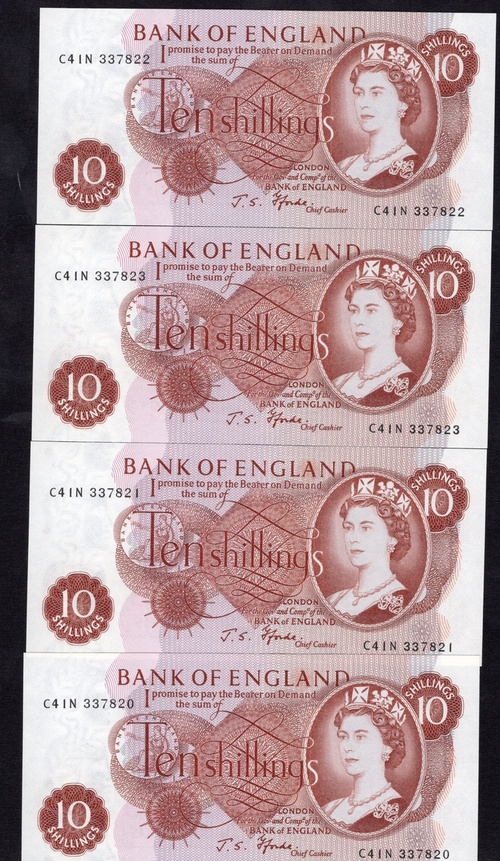 BANK OF ENGLAND
C41N 337822
I promise to pay the Bearer on Demand
the sum of
10 SHILLINGS
Ten shillings
LONDON
For the Govr. and Compa. of the
BANK of ENGLAND
10 SHILLINGS
J. S. Fforde.
Chief Cashier
C41N 337822
BANK OF ENGLAND
C41N 337823
I promise to pay the Bearer on Demand
the sum of
10 SHILLINGS
Ten shillings
LONDON
For the Govr. and Compa. of the
BANK of ENGLAND
10 SHILLINGS
J. S. Fforde.
Chief Cashier
C41N 337823
BANK OF ENGLAND
C41N 337821
I promise to pay the Bearer on Demand
the sum of
10 SHILLINGS
Ten shillings
LONDON
For the Govr. and Compa. of the
BANK of ENGLAND
10 SHILLINGS
J. S. Fforde.
Chief Cashier
C41N 337821
BANK OF ENGLAND
C41N 337820
I promise to pay the Bearer on Demand
the sum of
10 SHILLINGS
Ten shillings
LONDON
For the Govr. and Compa. of the
BANK of ENGLAND
10 SHILLINGS
J. S. Fforde.
Chief Cashier
C41N 337820